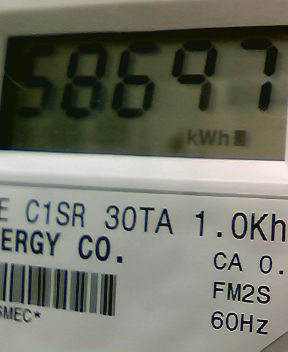 58697
kWh
E C1SR 30TA 1.0Kh
ERGY CO.
CA 0.
FM2S
SMEC*
60Hz